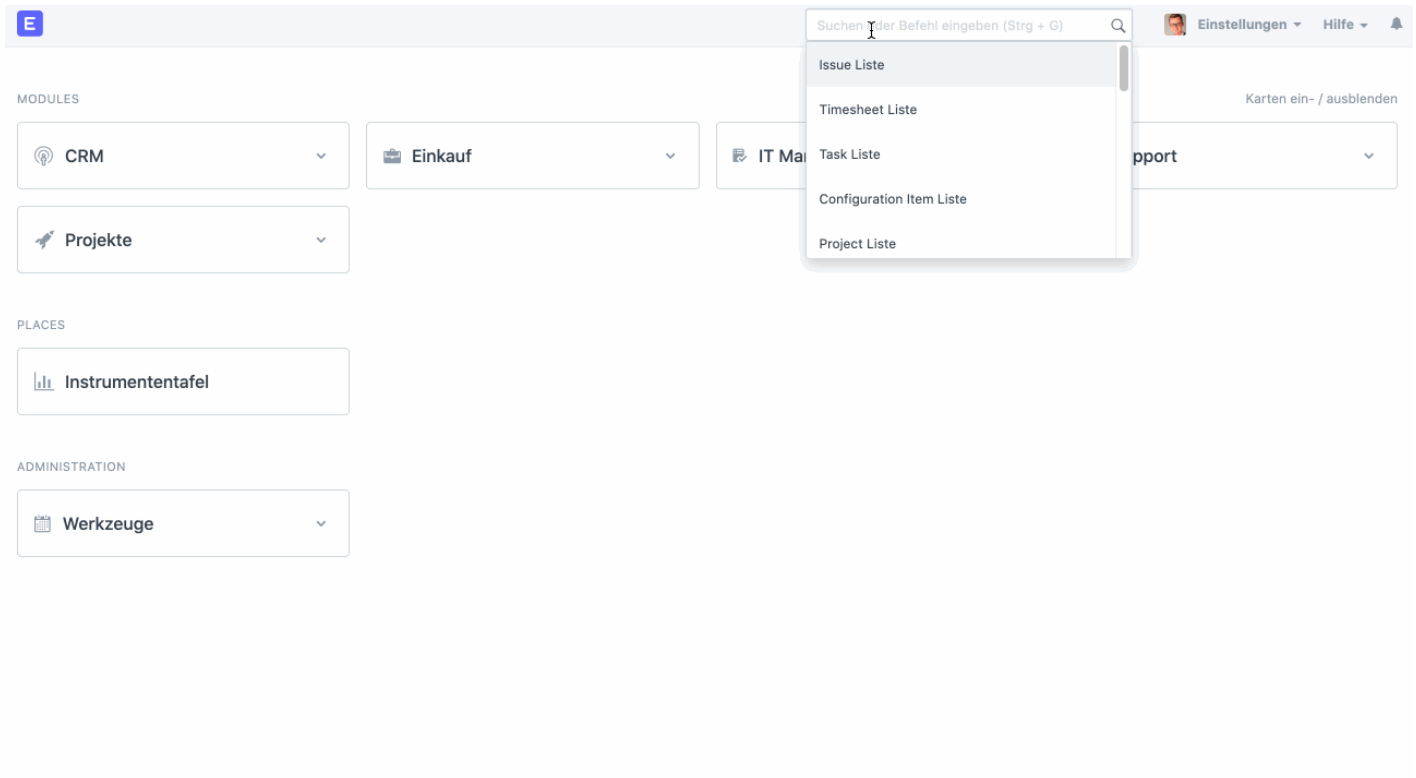 E
Suchen oder Befehl eingeben (Strg + G)
Einstellungen
Hilfe
Issue Liste
Timesheet Liste
Task Liste
Configuration Item Liste
Project Liste
MODULES
Karten ein- / ausblenden
CRM
Einkauf
IT Ma
pport
Projekte
PLACES
Instrumententafel
ADMINISTRATION
Werkzeuge